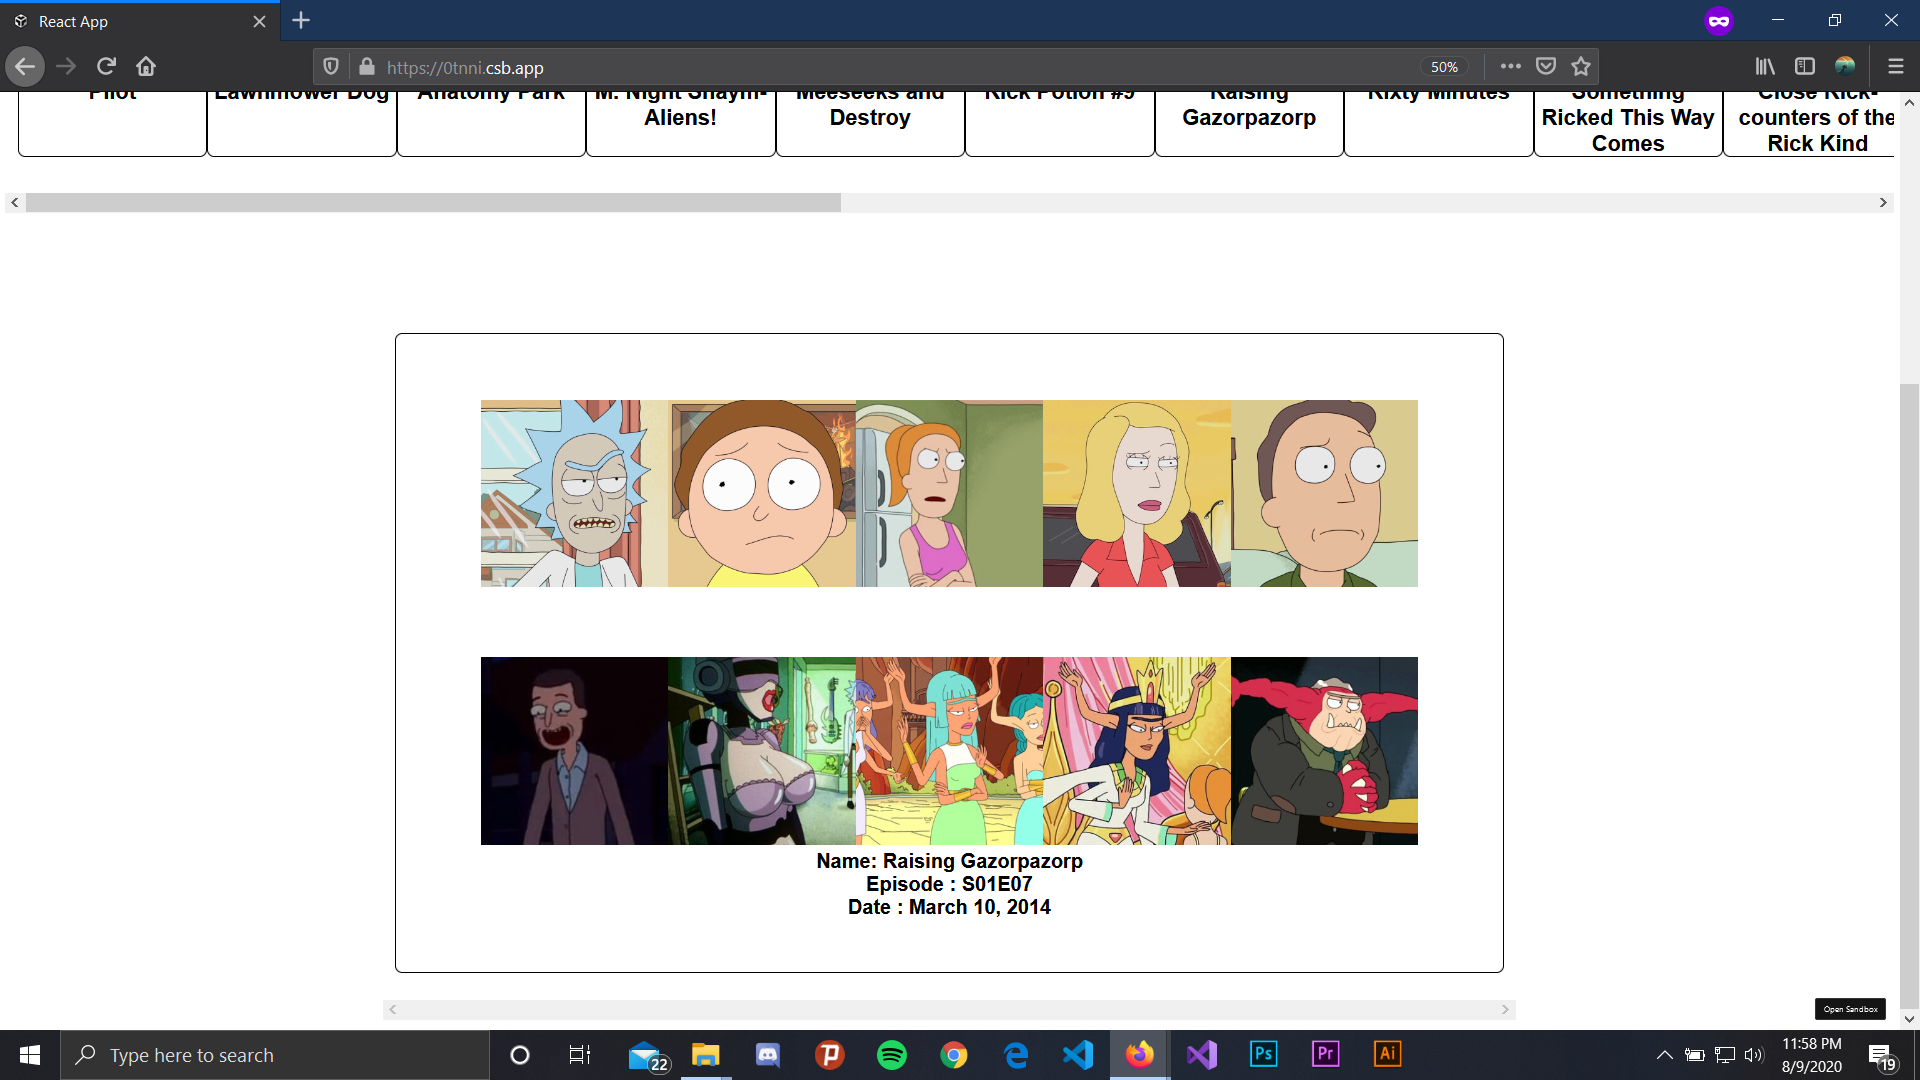 React App
https://0tnni.csb.app
50%
Pilot
Lawnmower Dog
Anatomy Park
M. Night Shaym-
Aliens!
Meeseeks and
Destroy
Rick Potion #9
Raising
Gazorpazorp
Rixty Minutes
Something
Ricked This Way
Comes
Close Rick-
counters of the
Rick Kind
Name: Raising Gazorpazorp
Episode : S01E07
Date : March 10, 2014
Open Sandbox
Type here to search
22
Ps
Pr
Ai
11:58 PM
8/9/2020
19